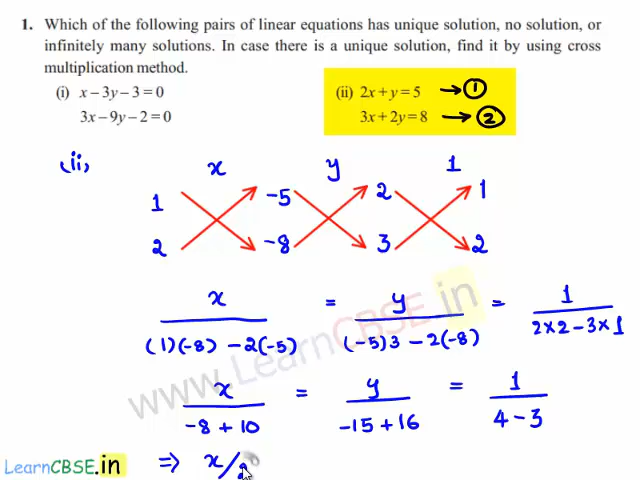 1. Which of the following pairs of linear equations has unique solution, no solution, or
infinitely many solutions. In case there is a unique solution, find it by using cross
multiplication method.
(i) x – 3y – 3 = 0 (ii) 2x + y = 5 → ①
3x – 9y – 2 = 0 3x + 2y = 8 → ②
(ii) x y 1
1 -5 2 1
2 -8 3 2
x/((1)(-8) - 2(-5)) = y/((-5)3 - 2(-8)) = 1/(2×2 - 3×1)
www.LearnCBSE.in
x/(-8 + 10) = y/(-15 + 16) = 1/(4 - 3)
LearnCBSE.in ⇒ x/2